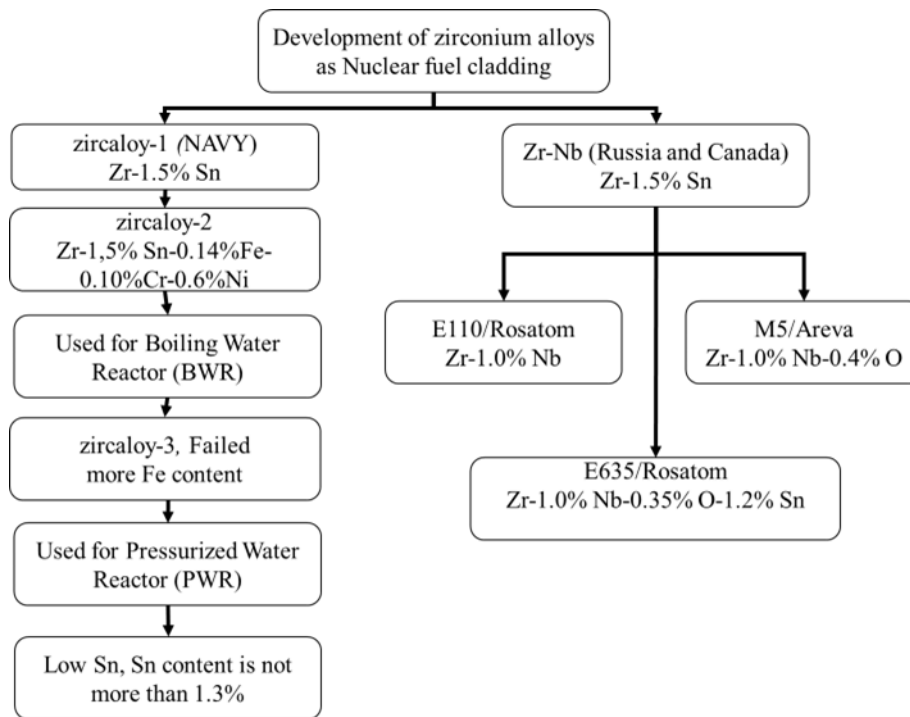 Development of zirconium alloys
as Nuclear fuel cladding
zircaloy-1 (NAVY)
Zr-1.5% Sn
zircaloy-2
Zr-1,5% Sn-0.14%Fe-
0.10%Cr-0.6%Ni
Used for Boiling Water
Reactor (BWR)
zircaloy-3, Failed
more Fe content
Used for Pressurized Water
Reactor (PWR)
Low Sn, Sn content is not
more than 1.3%
Zr-Nb (Russia and Canada)
Zr-1.5% Sn
E110/Rosatom
Zr-1.0% Nb
M5/Areva
Zr-1.0% Nb-0.4% O
E635/Rosatom
Zr-1.0% Nb-0.35% O-1.2% Sn